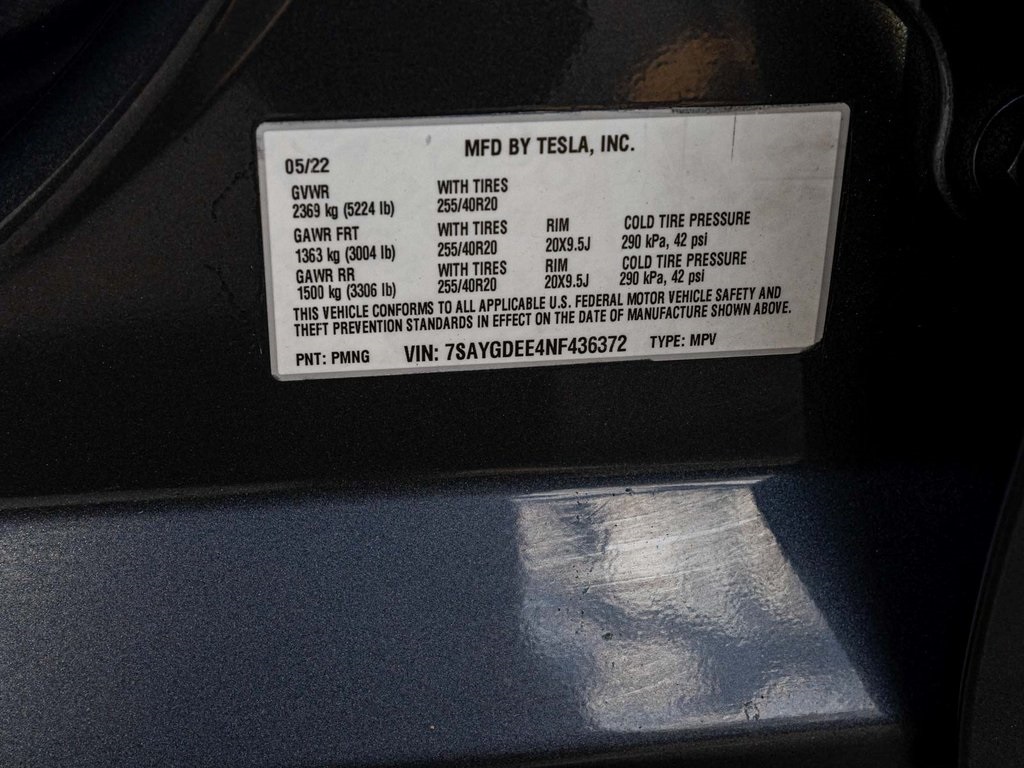 MFD BY TESLA, INC.
05/22
GVWR WITH TIRES
2369 kg (5224 lb) 255/40R20
GAWR FRT WITH TIRES RIM COLD TIRE PRESSURE
1363 kg (3004 lb) 255/40R20 20X9.5J 290 kPa, 42 psi
GAWR RR WITH TIRES RIM COLD TIRE PRESSURE
1500 kg (3306 lb) 255/40R20 20X9.5J 290 kPa, 42 psi
THIS VEHICLE CONFORMS TO ALL APPLICABLE U.S. FEDERAL MOTOR VEHICLE SAFETY AND
THEFT PREVENTION STANDARDS IN EFFECT ON THE DATE OF MANUFACTURE SHOWN ABOVE.
PNT: PMNG VIN: 7SAYGDEE4NF436372 TYPE: MPV